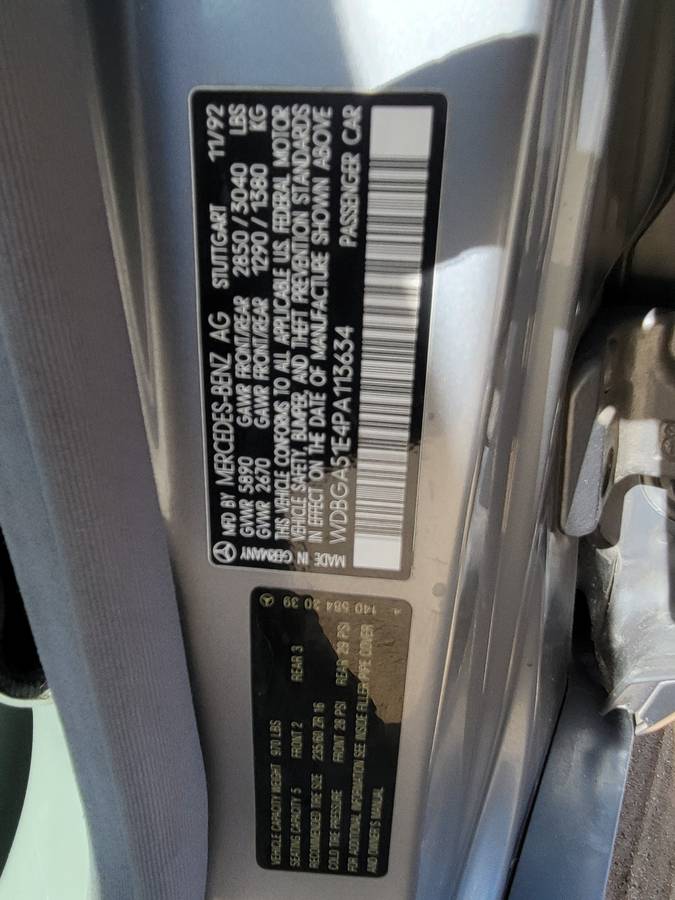 MFD BY MERCEDES-BENZ AG STUTTGART 11/92
GVWR 5890 GAWR FRONT/REAR 2850/3040 LBS
GVWR 2670 GAWR FRONT/REAR 1290/1380 KG
THIS VEHICLE CONFORMS TO ALL APPLICABLE U.S. FEDERAL MOTOR
VEHICLE SAFETY, BUMPER, AND THEFT PREVENTION STANDARDS
IN EFFECT ON THE DATE OF MANUFACTURE SHOWN ABOVE
WDBGA51E4PA113634 PASSENGER CAR
MADE IN GERMANY
VEHICLE CAPACITY WEIGHT 970 LBS
SEATING CAPACITY 5 FRONT 2 REAR 3
RECOMMENDED TIRE SIZE 235/60 ZR 16
COLD TIRE PRESSURE FRONT 28 PSI REAR 29 PSI
FOR ADDITIONAL INFORMATION SEE INSIDE FILLER PIPE COVER
AND OWNER'S MANUAL
A 140 584 30 39